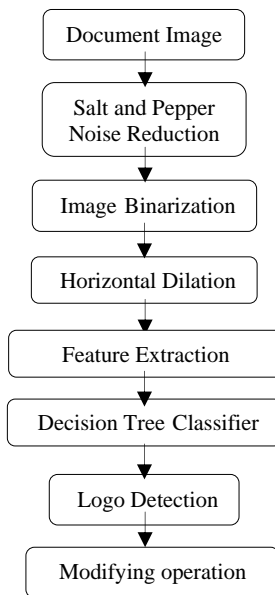 Document Image
Salt and Pepper
Noise Reduction
Image Binarization
Horizontal Dilation
Feature Extraction
Decision Tree Classifier
Logo Detection
Modifying operation